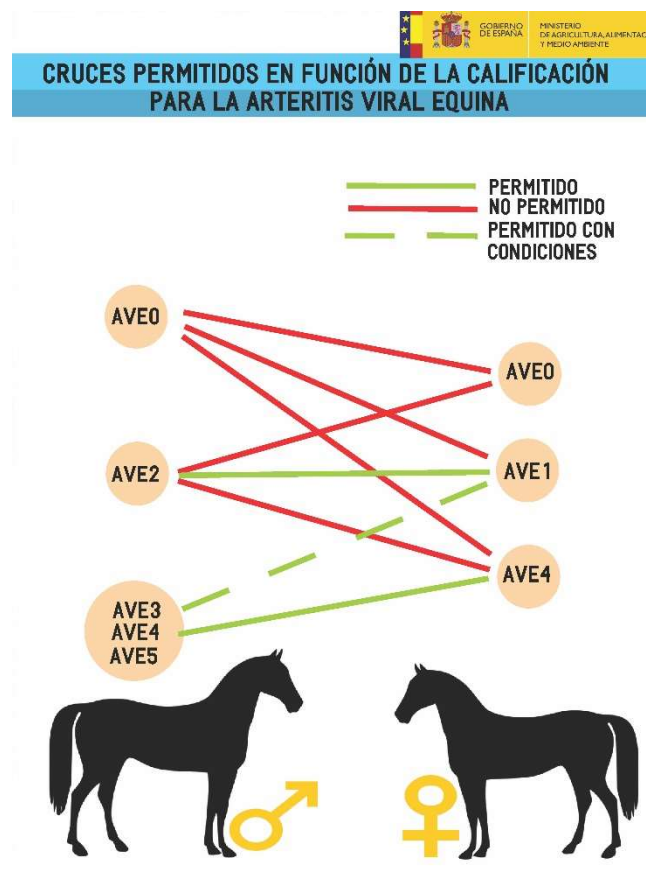 GOBIERNO
DE ESPAÑA
MINISTERIO
DE AGRICULTURA, ALIMENTAC
Y MEDIO AMBIENTE
CRUCES PERMITIDOS EN FUNCIÓN DE LA CALIFICACIÓN
PARA LA ARTERITIS VIRAL EQUINA
PERMITIDO
NO PERMITIDO
PERMITIDO CON
CONDICIONES
AVE0
AVE0
AVE2
AVE1
AVE4
AVE3
AVE4
AVE5